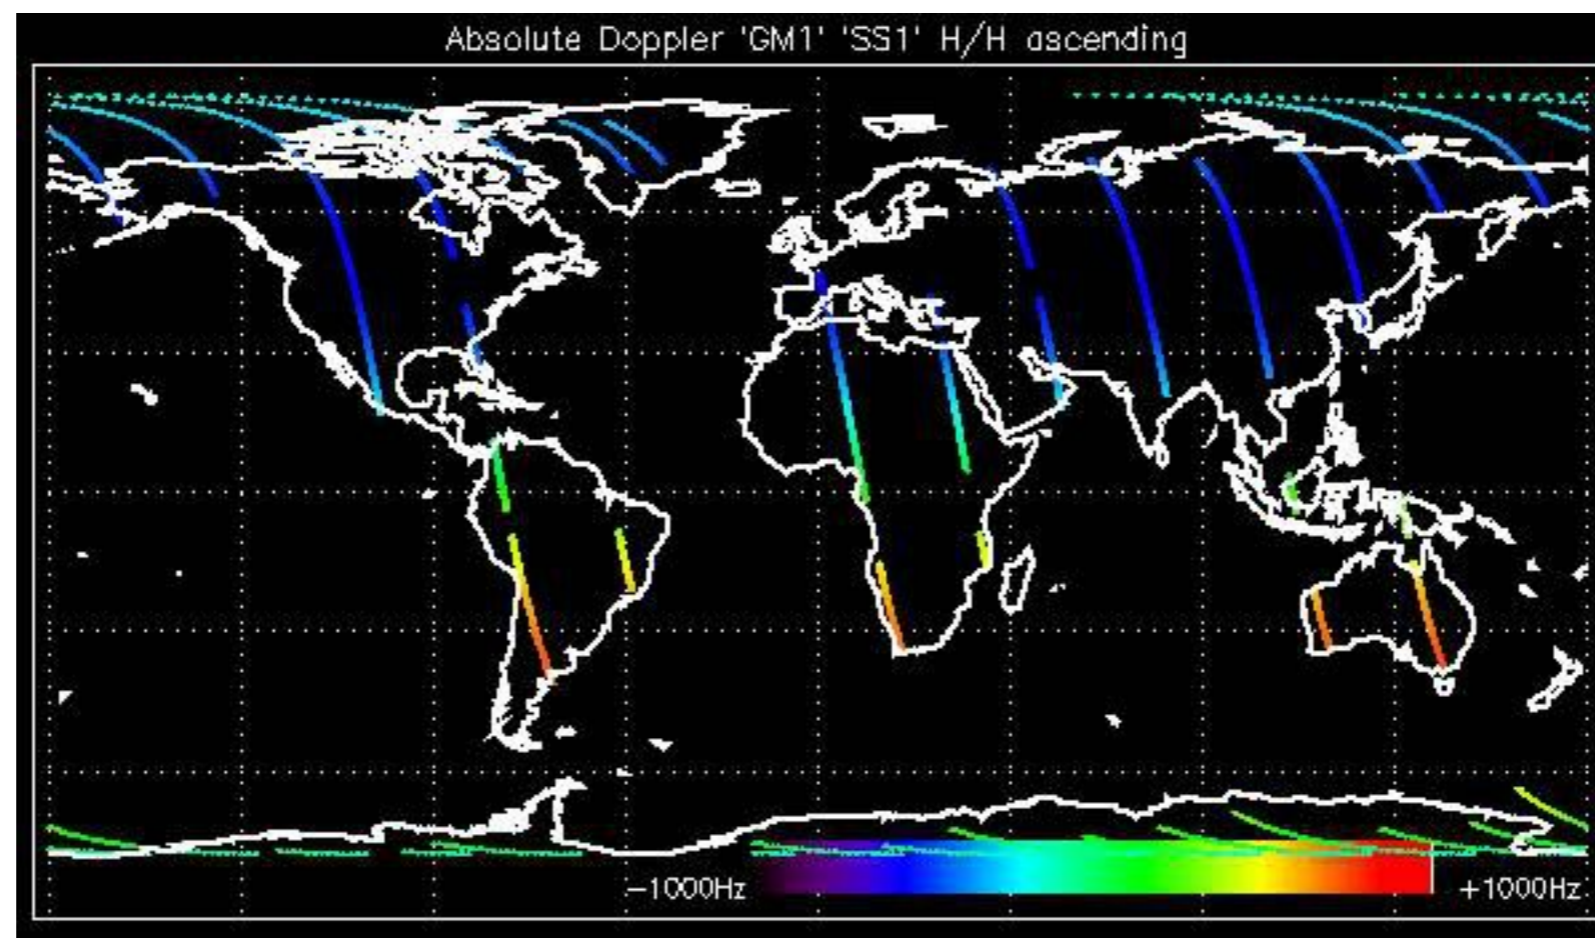 Absolute Doppler 'GM1' 'SS1' H/H ascending
−1000Hz
+1000Hz